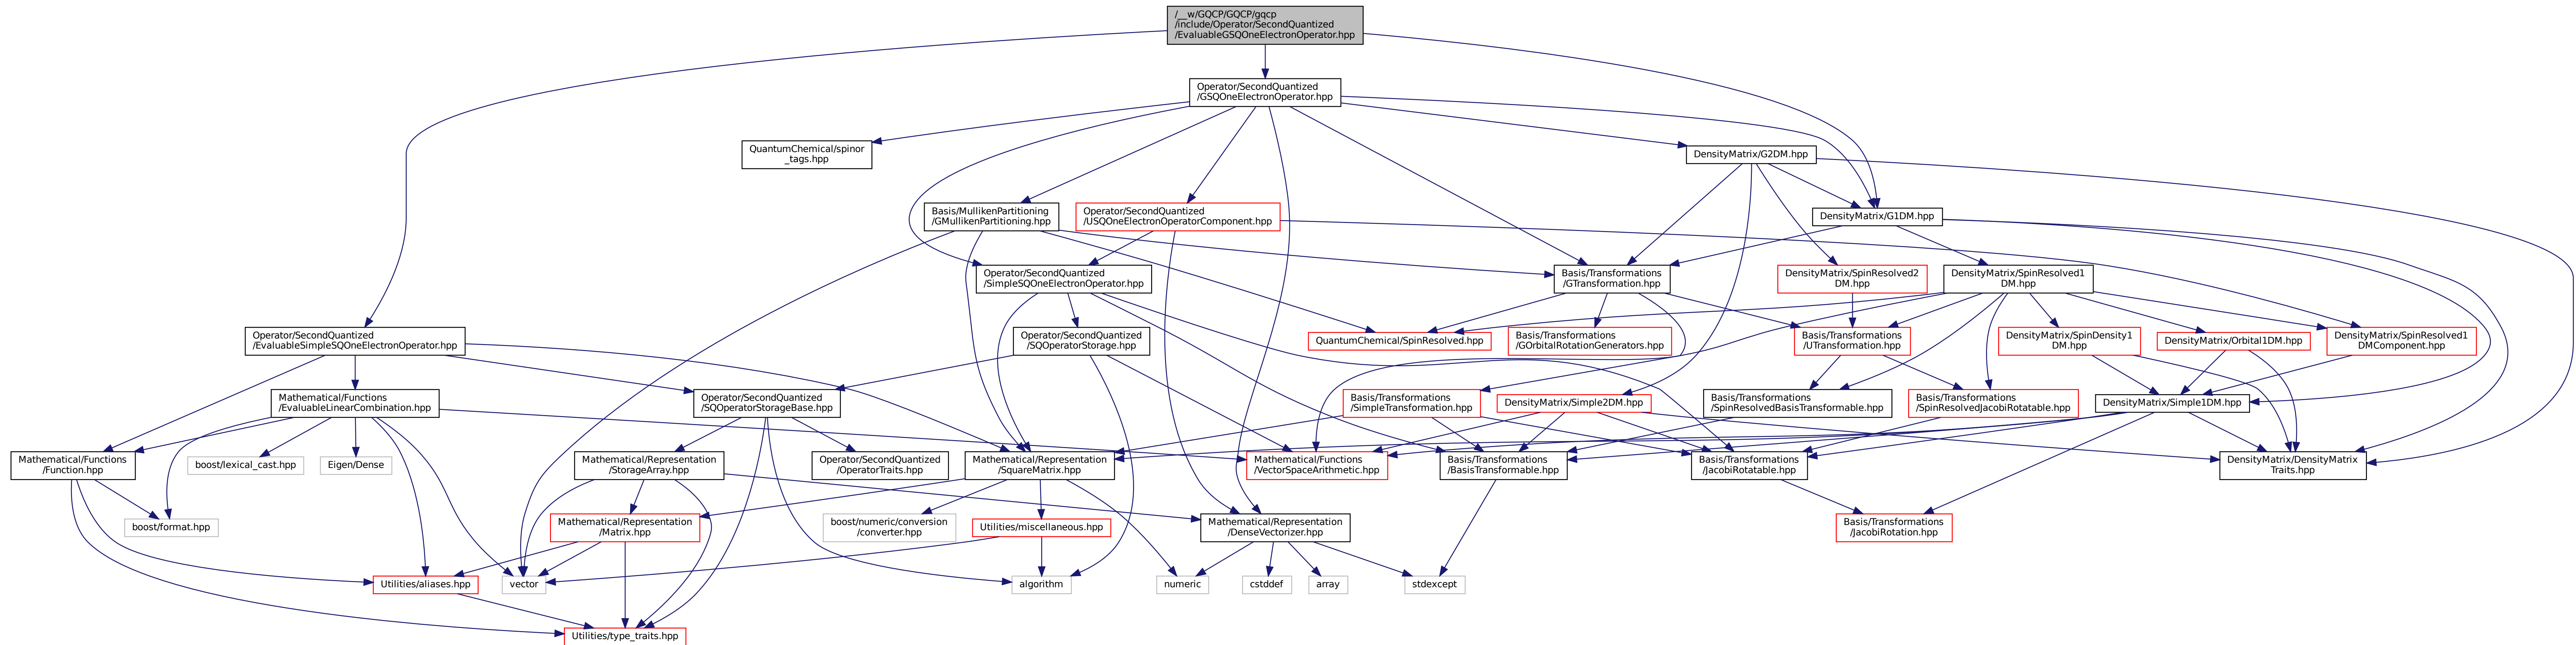 /__w/GQCP/GQCP/gqcp
/include/Operator/SecondQuantized
/EvaluableGSQOneElectronOperator.hpp
Operator/SecondQuantized
/GSQOneElectronOperator.hpp
QuantumChemical/spinor
_tags.hpp
DensityMatrix/G2DM.hpp
Basis/MullikenPartitioning
/GMullikenPartitioning.hpp
Operator/SecondQuantized
/USQOneElectronOperatorComponent.hpp
DensityMatrix/G1DM.hpp
Operator/SecondQuantized
/SimpleSQOneElectronOperator.hpp
Basis/Transformations
/GTransformation.hpp
DensityMatrix/SpinResolved2
DM.hpp
DensityMatrix/SpinResolved1
DM.hpp
Operator/SecondQuantized
/EvaluableSimpleSQOneElectronOperator.hpp
Operator/SecondQuantized
/SQOperatorStorage.hpp
QuantumChemical/SpinResolved.hpp
Basis/Transformations
/GOrbitalRotationGenerators.hpp
Basis/Transformations
/UTransformation.hpp
DensityMatrix/SpinDensity1
DM.hpp
DensityMatrix/Orbital1DM.hpp
DensityMatrix/SpinResolved1
DMComponent.hpp
Mathematical/Functions
/EvaluableLinearCombination.hpp
Operator/SecondQuantized
/SQOperatorStorageBase.hpp
Basis/Transformations
/SimpleTransformation.hpp
DensityMatrix/Simple2DM.hpp
Basis/Transformations
/SpinResolvedBasisTransformable.hpp
Basis/Transformations
/SpinResolvedJacobiRotatable.hpp
DensityMatrix/Simple1DM.hpp
Mathematical/Functions
/Function.hpp
boost/lexical_cast.hpp
Eigen/Dense
Mathematical/Representation
/StorageArray.hpp
Operator/SecondQuantized
/OperatorTraits.hpp
Mathematical/Representation
/SquareMatrix.hpp
Mathematical/Functions
/VectorSpaceArithmetic.hpp
Basis/Transformations
/BasisTransformable.hpp
Basis/Transformations
/JacobiRotatable.hpp
DensityMatrix/DensityMatrix
Traits.hpp
boost/format.hpp
Mathematical/Representation
/Matrix.hpp
boost/numeric/conversion
/converter.hpp
Utilities/miscellaneous.hpp
Mathematical/Representation
/DenseVectorizer.hpp
Basis/Transformations
/JacobiRotation.hpp
Utilities/aliases.hpp
vector
algorithm
numeric
cstddef
array
stdexcept
Utilities/type_traits.hpp